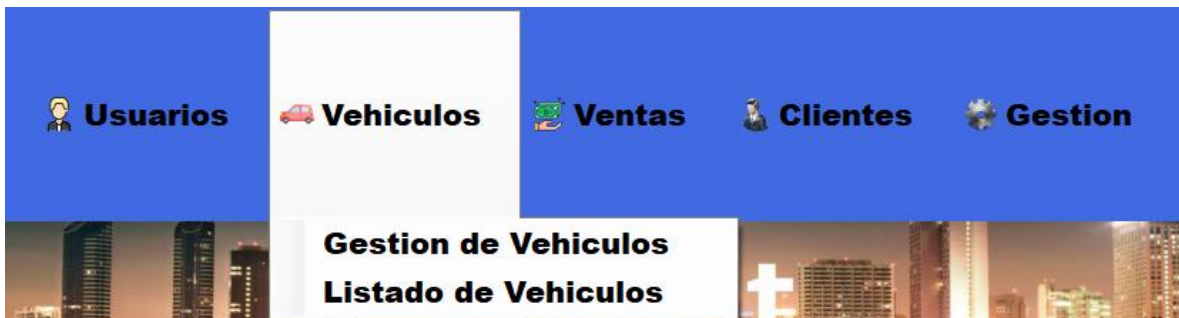 Usuarios Vehiculos Ventas Clientes Gestion
Gestion de Vehiculos
Listado de Vehiculos
t